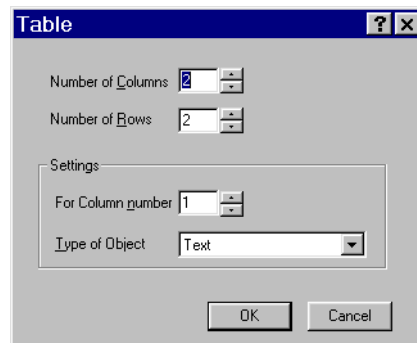 Table ? ×
Number of Columns 2
Number of Rows 2
Settings
For Column number 1
Type of Object Text
OK Cancel